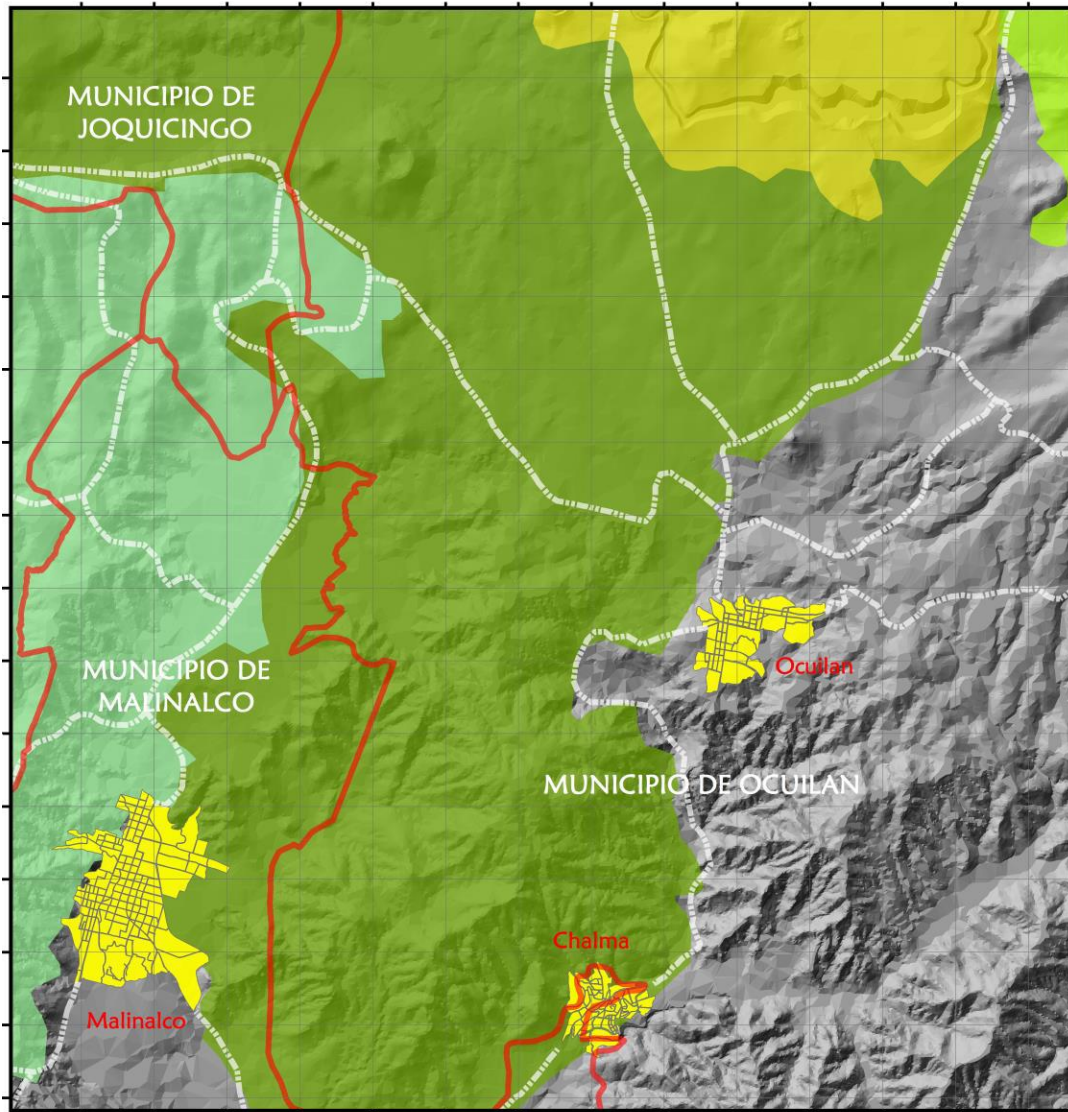 MUNICIPIO DE
JOQUICINGO
MUNICIPIO DE
MALINALCO
Ocuilan
MUNICIPIO DE OCUILAN
Chalma
Malinalco